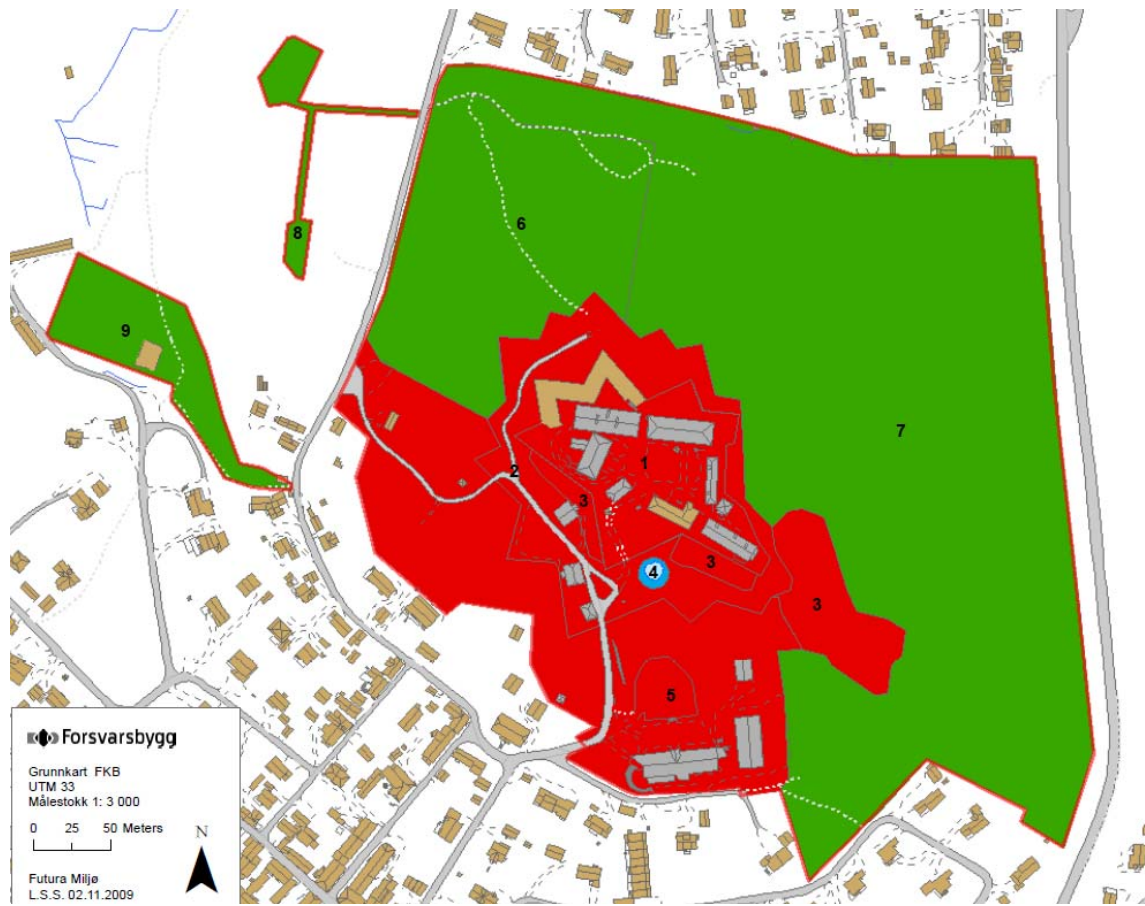 8
6
9
7
1
2
3
4
3
3
5
Forsvarsbygg
Grunnkart FKB
UTM 33
Målestokk 1: 3 000
0 25 50 Meters
N
Futura Miljø
L.S.S. 02.11.2009